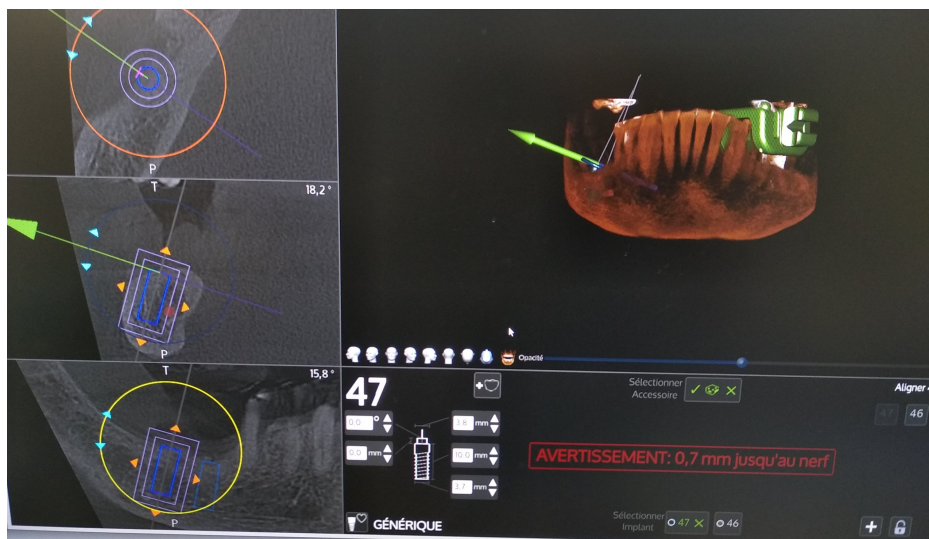 P
T
18,2°
P
T
15,8°
P
Opacité
47
0.0 °
3.8 mm
0.0 mm
10.0 mm
3.7 mm
GÉNÉRIQUE
Sélectionner
Accessoire
Aligner
47
46
AVERTISSEMENT: 0,7 mm jusqu'au nerf
Sélectionner
Implant
47
46